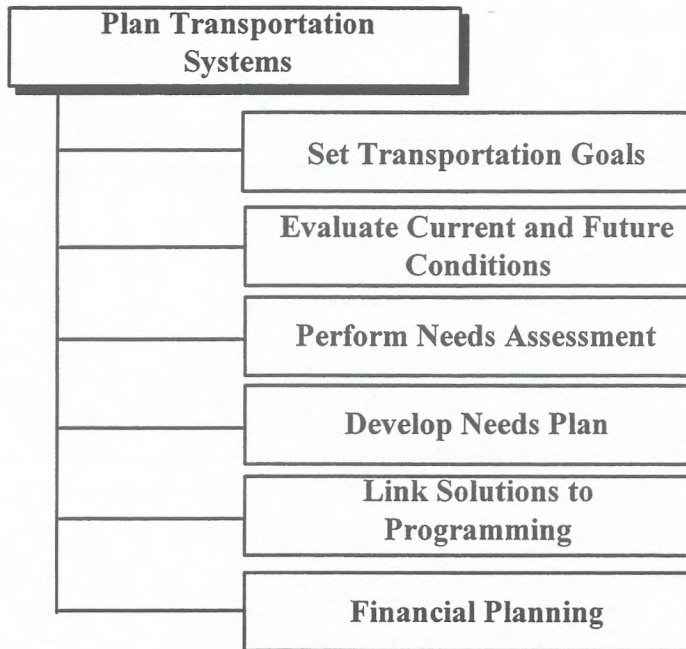 Plan Transportation
Systems
Set Transportation Goals
Evaluate Current and Future
Conditions
Perform Needs Assessment
Develop Needs Plan
Link Solutions to
Programming
Financial Planning